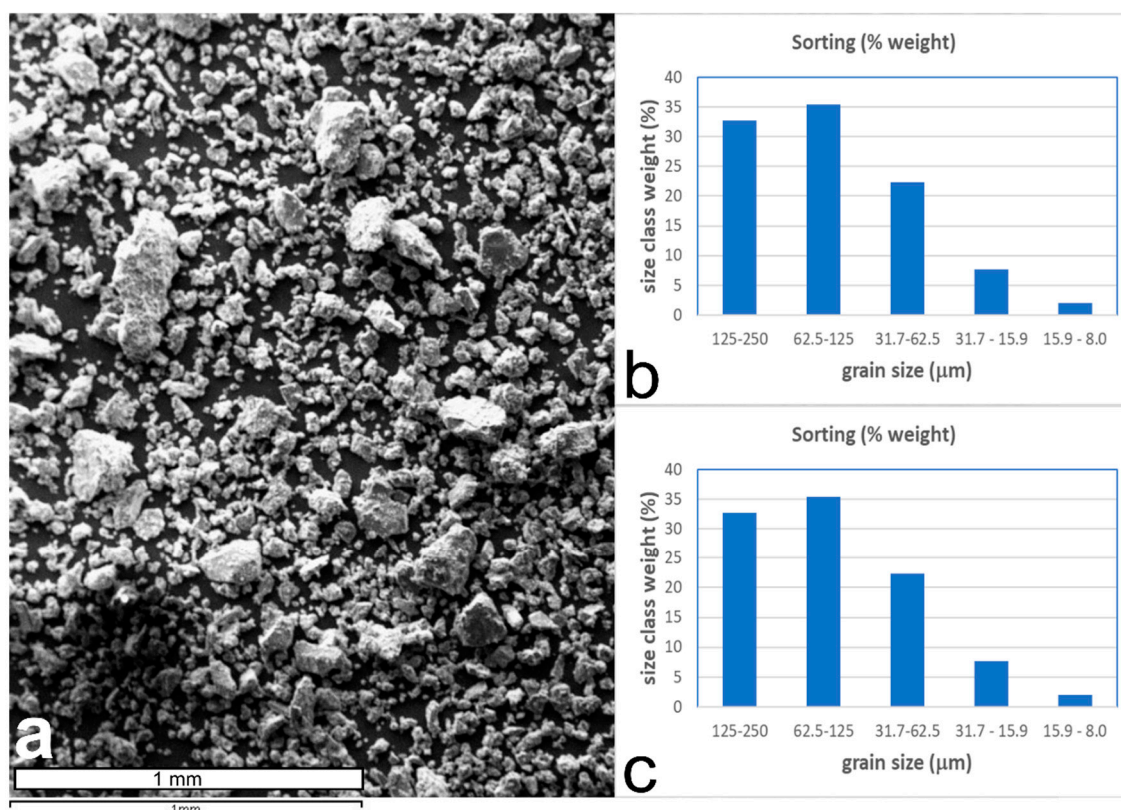 a
1 mm
1mm
Sorting (% weight)
size class weight (%)
40
35
30
25
20
15
10
5
0
125-250 62.5-125 31.7-62.5 31.7 - 15.9 15.9 - 8.0
grain size (μm)
b
Sorting (% weight)
size class weight (%)
40
35
30
25
20
15
10
5
0
125-250 62.5-125 31.7-62.5 31.7 - 15.9 15.9 - 8.0
grain size (μm)
c